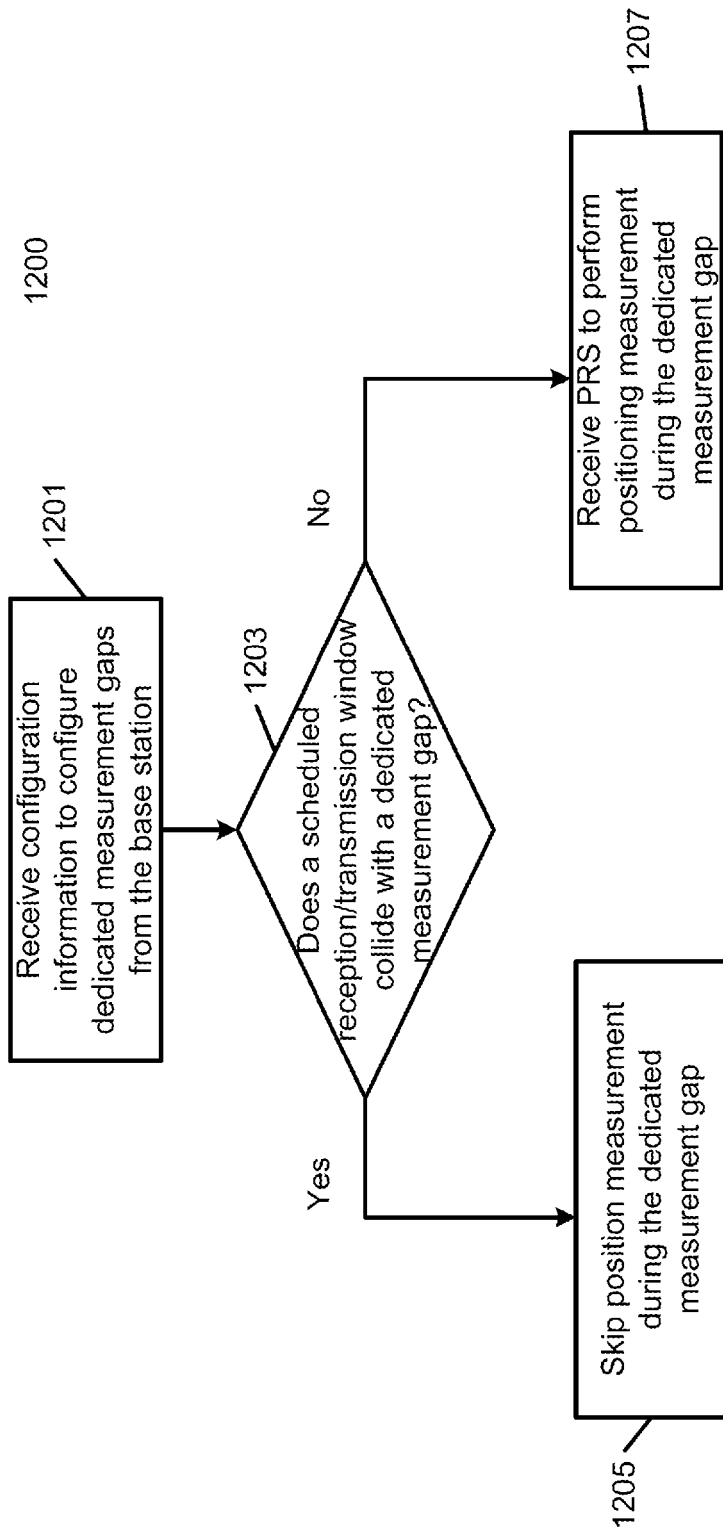 1200
Receive configuration
information to configure
dedicated measurement gaps
from the base station
1201
Does a scheduled
reception/transmission window
collide with a dedicated
measurement gap?
1203
Yes
No
Skip position measurement
during the dedicated
measurement gap
1205
Receive PRS to perform
positioning measurement
during the dedicated
measurement gap
1207